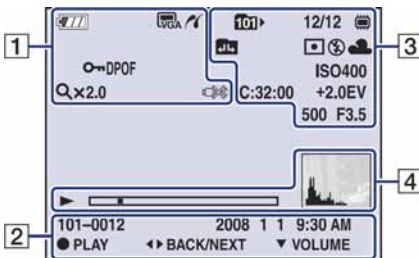 1
VGA
101
12/12
3
DPOF
ISO400
×2.0
C:32:00
+2.0EV
500 F3.5
4
101-0012 2008 1 1 9:30 AM
2
PLAY BACK/NEXT VOLUME